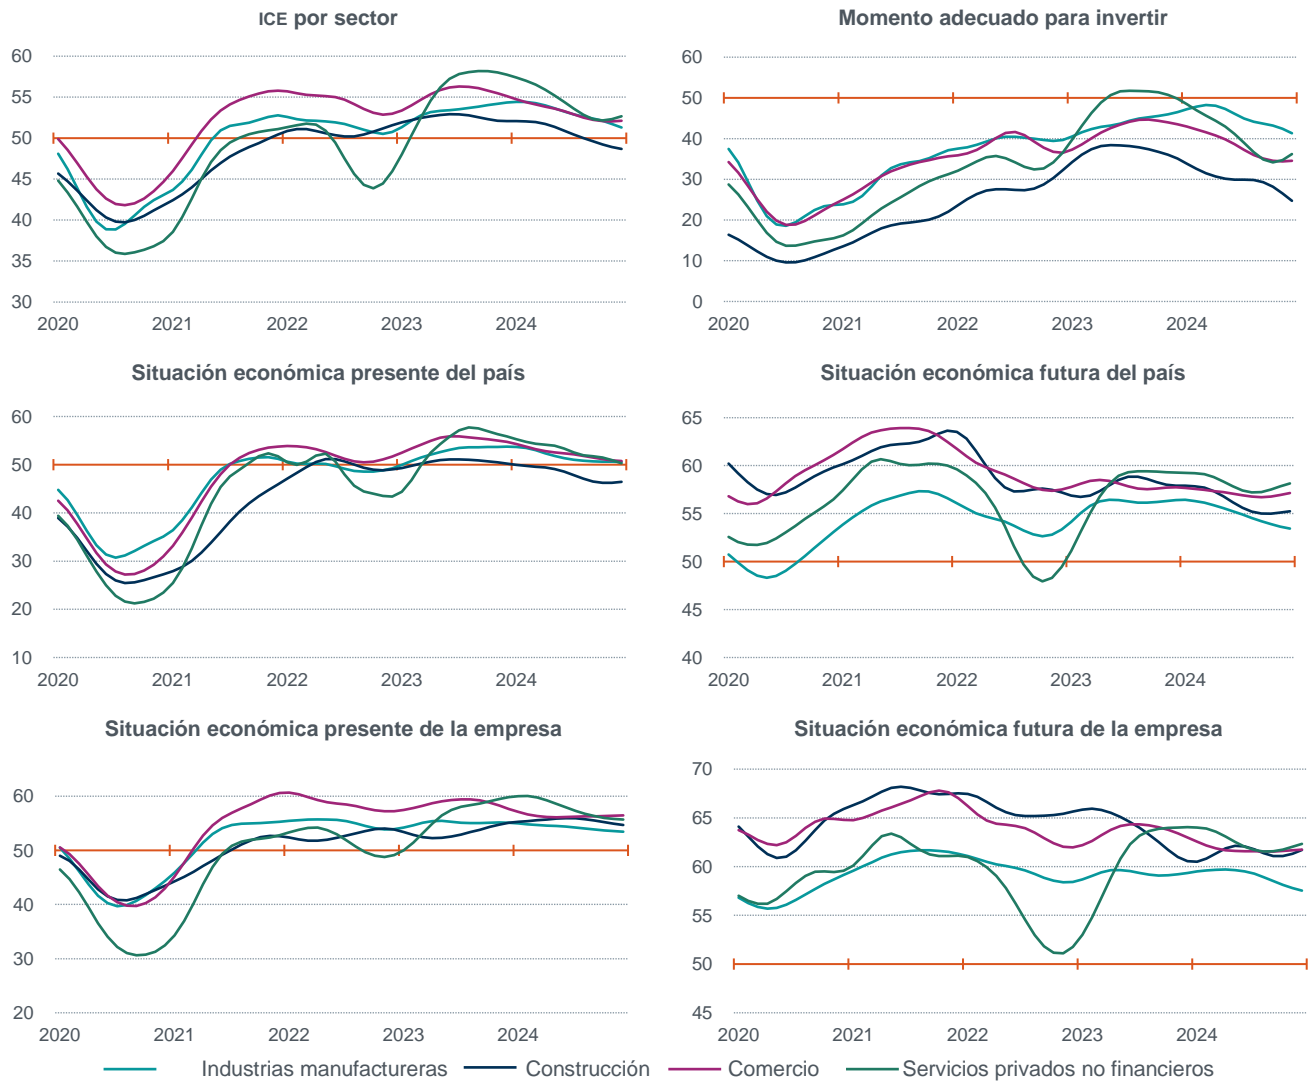 ICE por sector
60
55
50
45
40
35
30
2020 2021 2022 2023 2024
Momento adecuado para invertir
60
50
40
30
20
10
0
2020 2021 2022 2023 2024
Situación económica presente del país
60
50
40
30
20
10
2020 2021 2022 2023 2024
Situación económica futura del país
65
60
55
50
45
40
2020 2021 2022 2023 2024
Situación económica presente de la empresa
60
50
40
30
20
2020 2021 2022 2023 2024
Situación económica futura de la empresa
70
65
60
55
50
45
2020 2021 2022 2023 2024
Industrias manufactureras Construcción Comercio Servicios privados no financieros